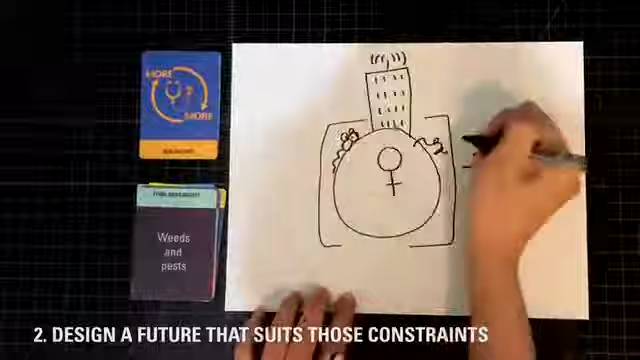 MORE
MORE
Weeds
and
pests
2. DESIGN A FUTURE THAT SUITS THOSE CONSTRAINTS